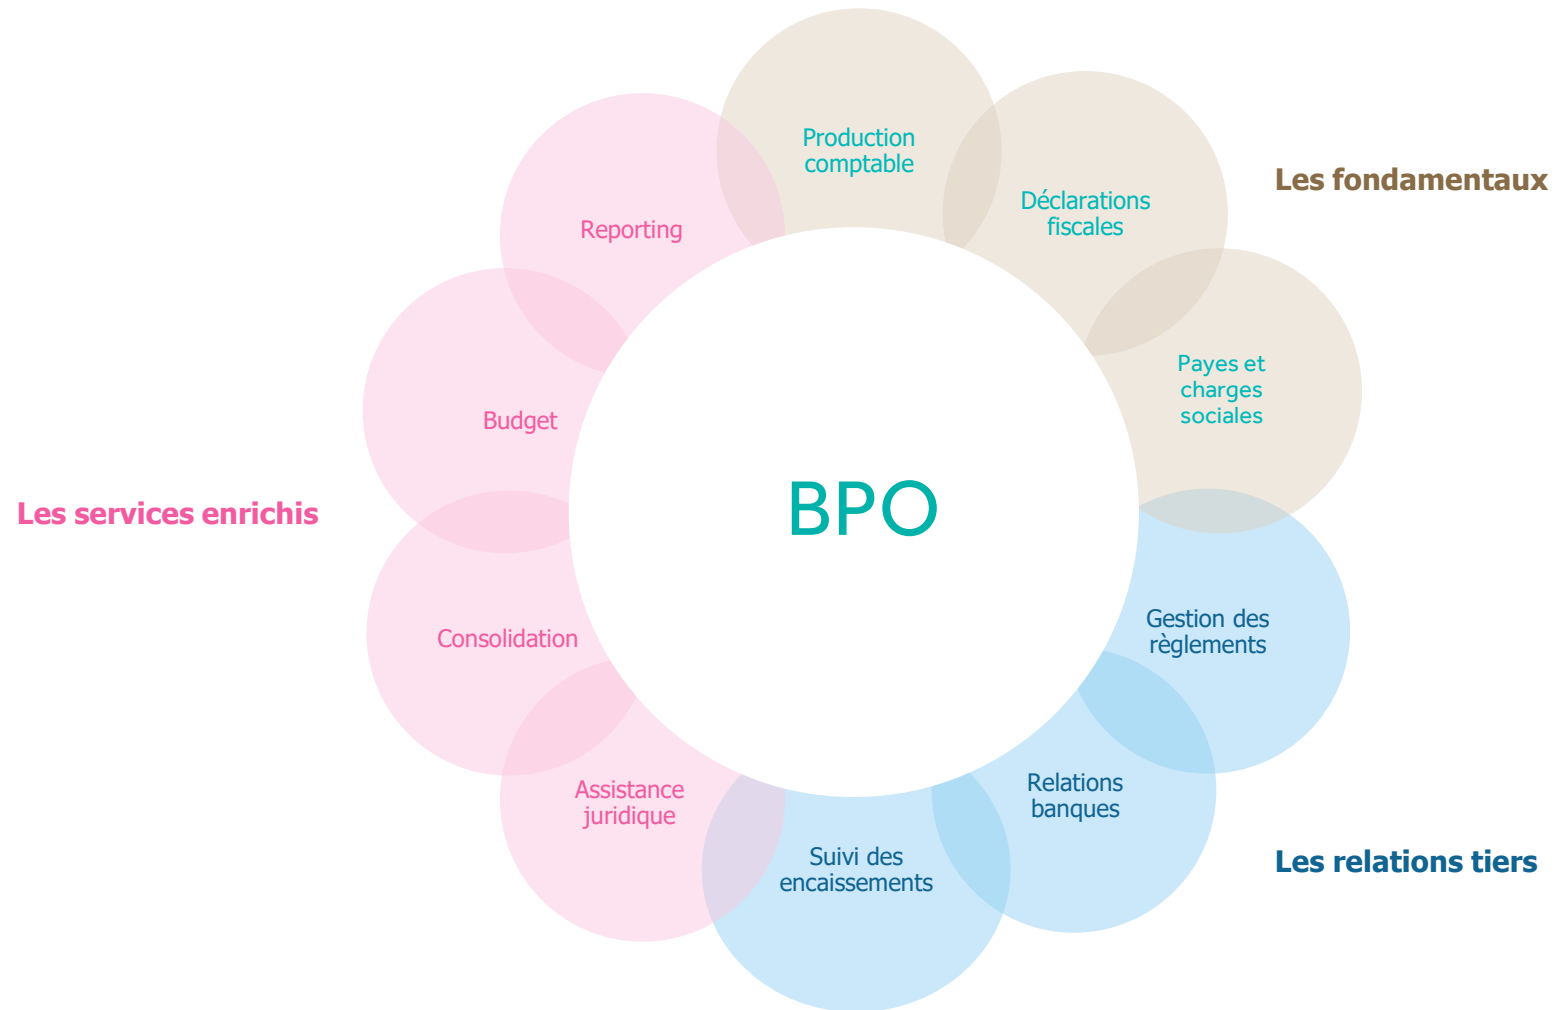 Production
comptable
Déclarations
fiscales
Les fondamentaux
Payes et
charges
sociales
Reporting
Budget
BPO
Les services enrichis
Consolidation
Assistance
juridique
Gestion des
règlements
Relations
banques
Suivi des
encaissements
Les relations tiers